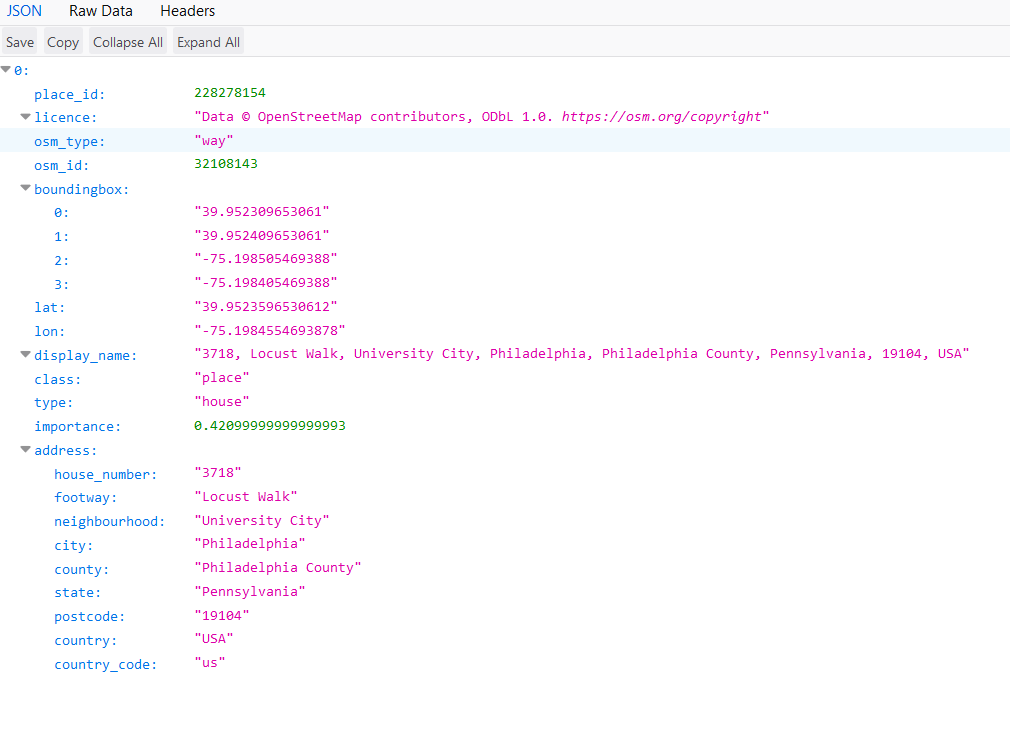 JSON Raw Data Headers
Save Copy Collapse All Expand All
0:
place_id: 228278154
licence: "Data © OpenStreetMap contributors, ODbL 1.0. https://osm.org/copyright"
osm_type: "way"
osm_id: 32108143
boundingbox:
0: "39.952309653061"
1: "39.952409653061"
2: "-75.198505469388"
3: "-75.198405469388"
lat: "39.9523596530612"
lon: "-75.1984554693878"
display_name: "3718, Locust Walk, University City, Philadelphia, Philadelphia County, Pennsylvania, 19104, USA"
class: "place"
type: "house"
importance: 0.42099999999999993
address:
house_number: "3718"
footway: "Locust Walk"
neighbourhood: "University City"
city: "Philadelphia"
county: "Philadelphia County"
state: "Pennsylvania"
postcode: "19104"
country: "USA"
country_code: "us"